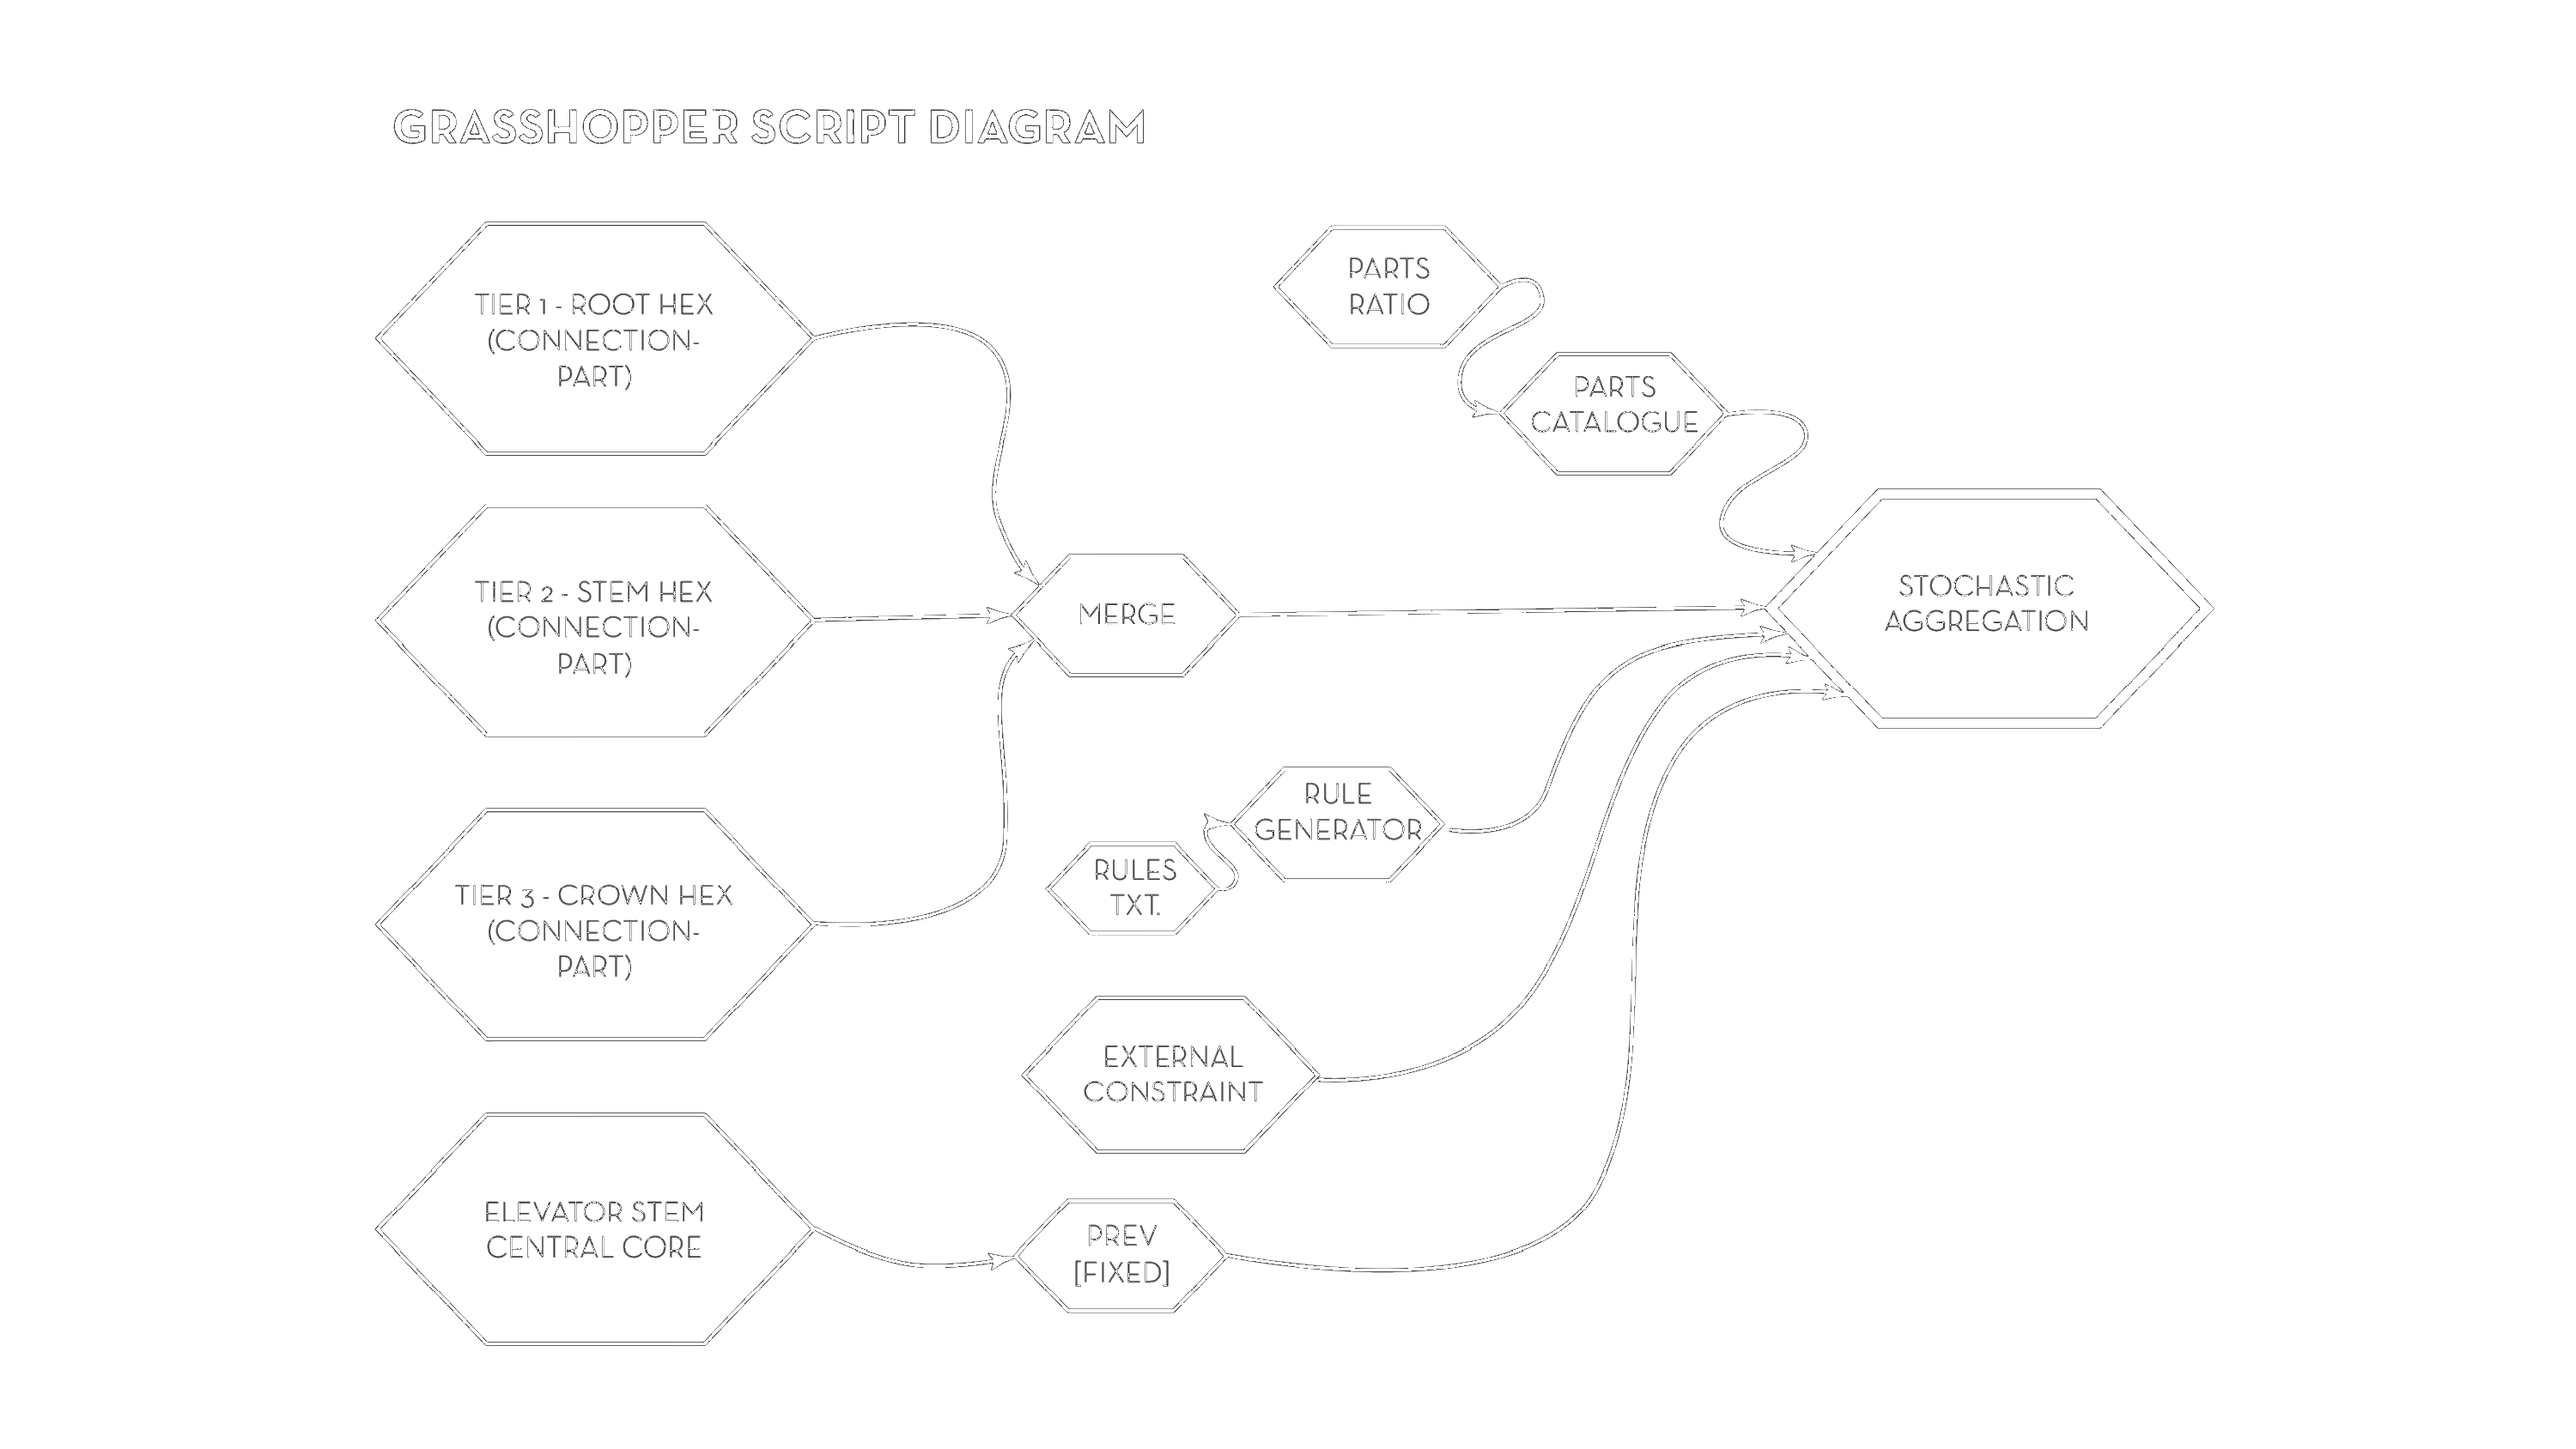 GRASSHOPPER SCRIPT DIAGRAM
TIER 1 - ROOT HEX
(CONNECTION-
PART)
TIER 2 - STEM HEX
(CONNECTION-
PART)
TIER 3 - CROWN HEX
(CONNECTION-
PART)
ELEVATOR STEM
CENTRAL CORE
MERGE
PARTS
RATIO
PARTS
CATALOGUE
RULES
TXT.
RULE
GENERATOR
EXTERNAL
CONSTRAINT
PREV
[FIXED]
STOCHASTIC
AGGREGATION